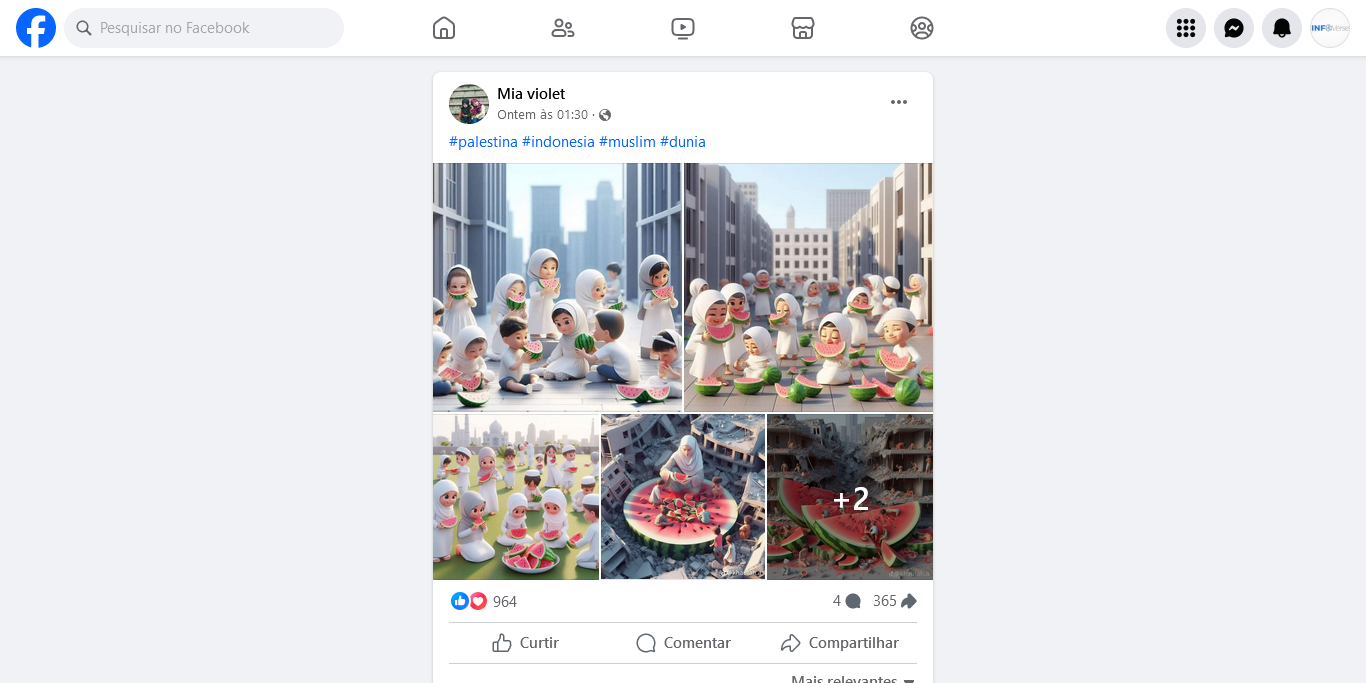 Pesquisar no Facebook
INFOVerse
Mia violet
Ontem às 01:30 ·
#palestina #indonesia #muslim #dunia
+2
964
4
365
Curtir
Comentar
Compartilhar
Mais relevantes